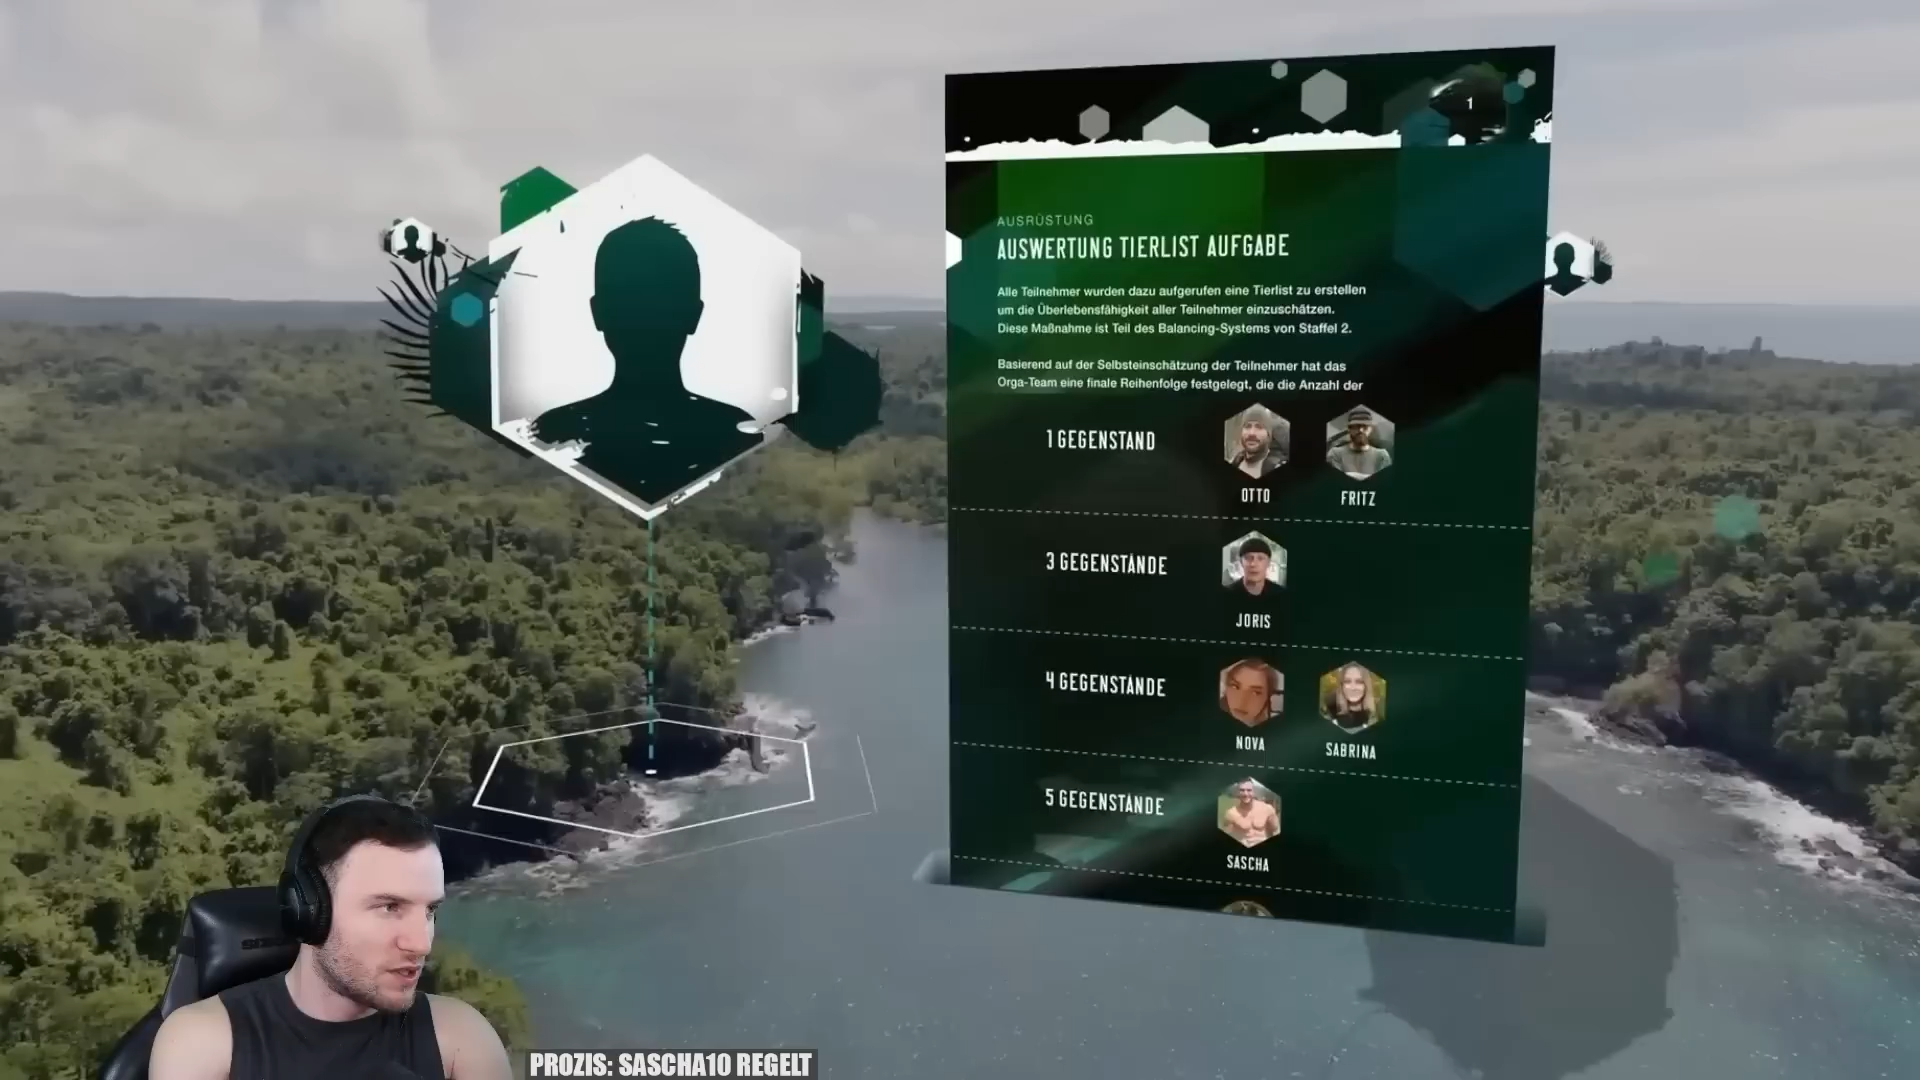 1
AUSRÜSTUNG
AUSWERTUNG TIERLIST AUFGABE
Alle Teilnehmer wurden dazu aufgerufen eine Tierlist zu erstellen
um die Überlebensfähigkeit aller Teilnehmer einzuschätzen.
Diese Maßnahme ist Teil des Balancing-Systems von Staffel 2.
Basierend auf der Selbsteinschätzung der Teilnehmer hat das
Orga-Team eine finale Reihenfolge festgelegt, die die Anzahl der
1 GEGENSTAND
OTTO
FRITZ
3 GEGENSTÄNDE
JORIS
4 GEGENSTÄNDE
NOVA
SABRINA
5 GEGENSTÄNDE
SASCHA
PROZIS: SASCHA10 REGELT